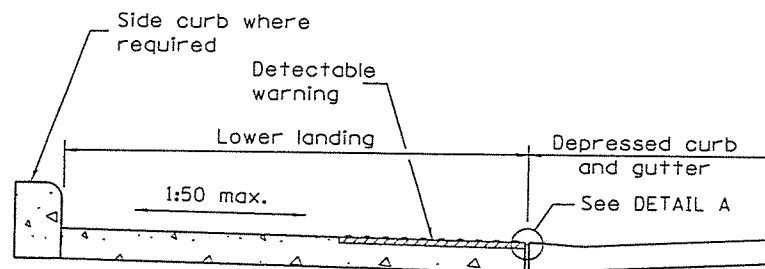 Side curb where
required
Detectable
warning
Lower landing
Depressed curb
and gutter
1:50 max.
See DETAIL A